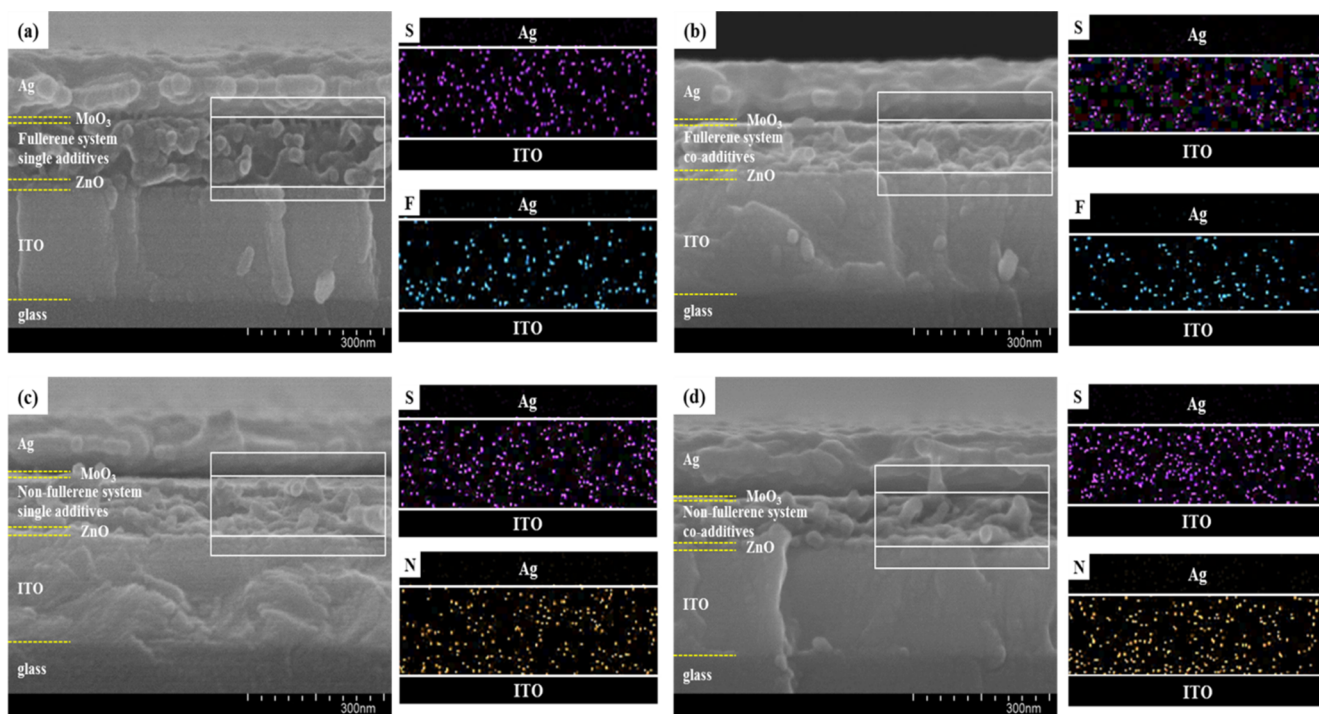 (a)
Ag
MoO3
Fullerene system
single additives
ZnO
ITO
glass
300nm
S
Ag
ITO
F
Ag
ITO
(b)
Ag
MoO3
Fullerene system
co-additives
ZnO
ITO
glass
300nm
S
Ag
ITO
F
Ag
ITO
(c)
Ag
MoO3
Non-fullerene system
single additives
ZnO
ITO
glass
300nm
S
Ag
ITO
N
Ag
ITO
(d)
Ag
MoO3
Non-fullerene system
co-additives
ZnO
ITO
glass
300nm
S
Ag
ITO
N
Ag
ITO